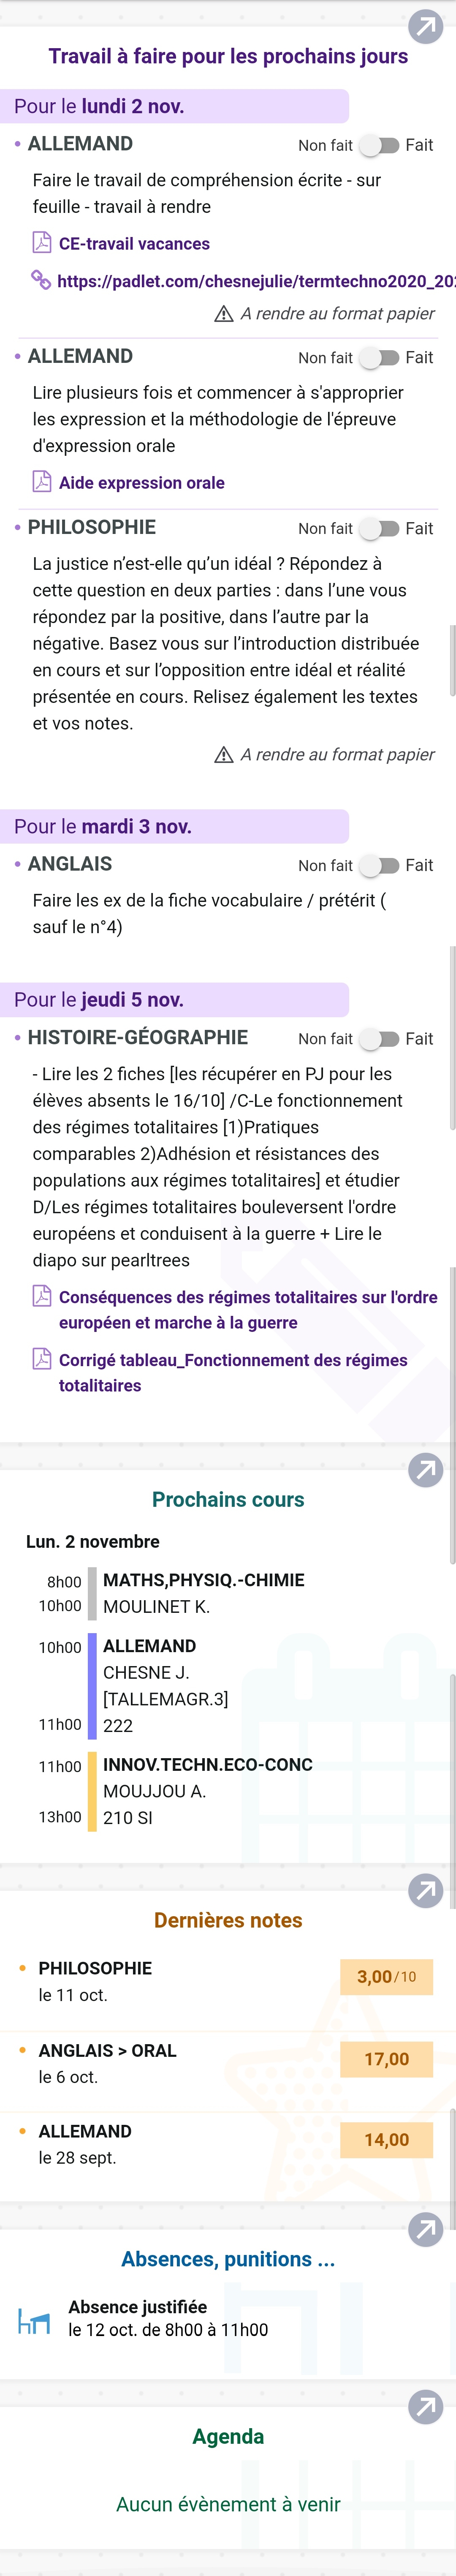 Travail à faire pour les prochains jours
Pour le lundi 2 nov.
ALLEMAND
Non fait Fait
Faire le travail de compréhension écrite - sur
feuille - travail à rendre
CE-travail vacances
https://padlet.com/chesnejulie/termtechno2020_202
A rendre au format papier
ALLEMAND
Non fait Fait
Lire plusieurs fois et commencer à s'approprier
les expression et la méthodologie de l'épreuve
d'expression orale
Aide expression orale
PHILOSOPHIE
Non fait Fait
La justice n’est-elle qu’un idéal ? Répondez à
cette question en deux parties : dans l’une vous
répondez par la positive, dans l’autre par la
négative. Basez vous sur l’introduction distribuée
en cours et sur l’opposition entre idéal et réalité
présentée en cours. Relisez également les textes
et vos notes.
A rendre au format papier
Pour le mardi 3 nov.
ANGLAIS
Non fait Fait
Faire les ex de la fiche vocabulaire / prétérit (
sauf le n°4)
Pour le jeudi 5 nov.
HISTOIRE-GÉOGRAPHIE
Non fait Fait
- Lire les 2 fiches [les récupérer en PJ pour les
élèves absents le 16/10] /C-Le fonctionnement
des régimes totalitaires [1)Pratiques
comparables 2)Adhésion et résistances des
populations aux régimes totalitaires] et étudier
D/Les régimes totalitaires bouleversent l'ordre
européens et conduisent à la guerre + Lire le
diapo sur pearltrees
Conséquences des régimes totalitaires sur l'ordre
européen et marche à la guerre
Corrigé tableau_Fonctionnement des régimes
totalitaires
Prochains cours
Lun. 2 novembre
8h00 MATHS,PHYSIQ.-CHIMIE
10h00 MOULINET K.
10h00 ALLEMAND
CHESNE J.
[TALLEMAGR.3]
11h00 222
11h00 INNOV.TECHN.ECO-CONC
MOUJJOU A.
13h00 210 SI
Dernières notes
PHILOSOPHIE
3,00/10
le 11 oct.
ANGLAIS > ORAL
17,00
le 6 oct.
ALLEMAND
14,00
le 28 sept.
Absences, punitions ...
Absence justifiée
le 12 oct. de 8h00 à 11h00
Agenda
Aucun évènement à venir